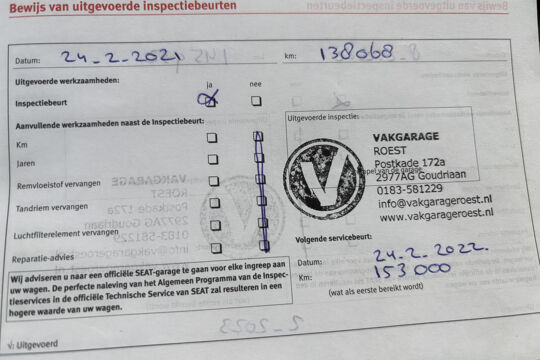 Bewijs van uitgevoerde inspectiebeurten
Datum: 24-2-2021 km: 138068
Uitgevoerde werkzaamheden: ja nee
Inspectiebeurt
Aanvullende werkzaamheden naast de Inspectiebeurt:
Km
Jaren
Remvloeistof vervangen
Tandriem vervangen
Luchtfilterelement vervangen
Reparatie-advies
Wij adviseren u naar een officiële SEAT-garage te gaan voor elke ingreep aan
uw wagen. De perfecte naleving van het Algemeen Programma van de Inspec-
tieservices in de officiële Technische Service van SEAT zal resulteren in een
hogere waarde van uw wagen.
√: Uitgevoerd
Uitgevoerde inspectie:
VAKGARAGE
ROEST
Postkade 172a
2977AG Goudriaan
0183-581229
info@vakgarageroest.nl
www.vakgarageroest.nl
Volgende servicebeurt:
Datum: 24-2-2022.
Km: 153000
(wat als eerste bereikt wordt)